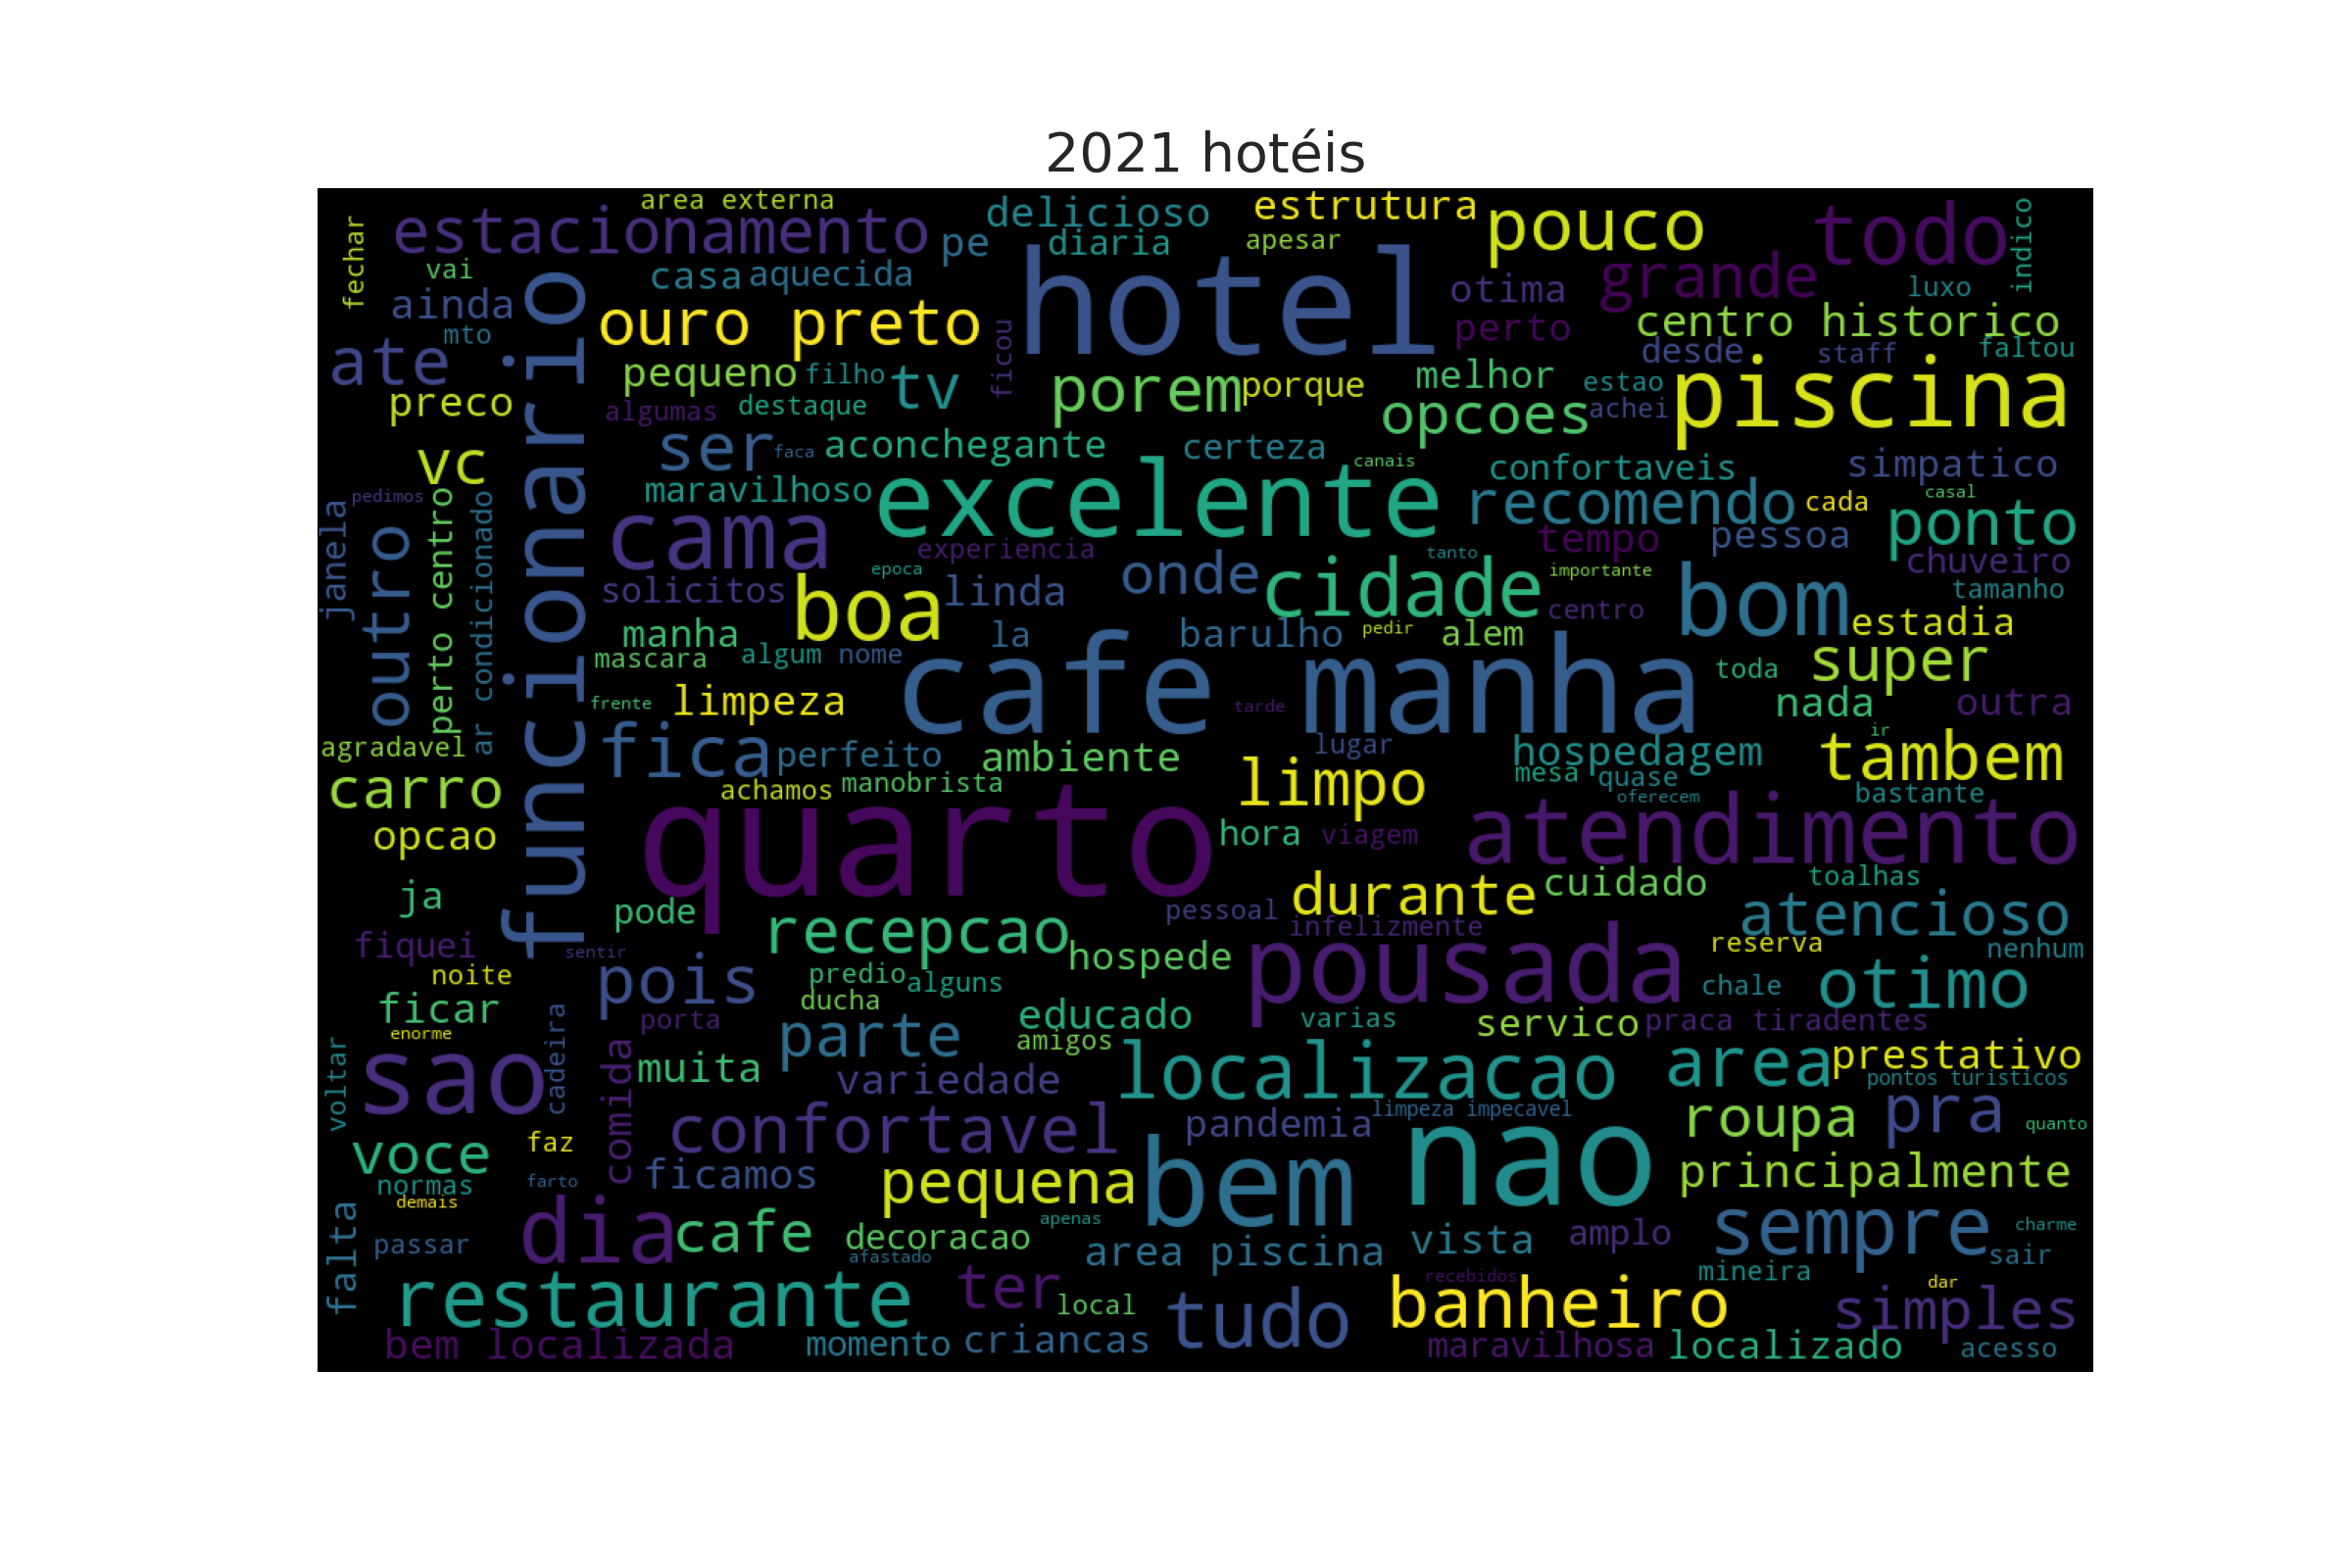 2021 hotéis
area externa
estacionamento
delicioso
estrutura
pouco
todo
indico
fechar
vai
casa
aquecida
pe
diaria
apesar
hotel
grande
otima
luxo
ainda
mto
ouro preto
ficou
perto
centro historico
desde
staff
faltou
ate
funcionario
pequeno
filho
tv
porem
porque
melhor
estao
piscina
preco
algumas
destaque
opcoes
achei
vc
ser
faca
aconchegante
certeza
canais
confortaveis
simpatico
pedimos
maravilhoso
excelente
recomendo
cada
casal
janela
outro
perto centro
ar condicionado
cama
experiencia
tempo
pessoa
ponto
tanto
chuveiro
epoca
importante
solicitos
boa
linda
onde
cidade
centro
bom
tamanho
estadia
manha
la
barulho
pedir
alem
mascara
algum
nome
cafe manha
toda
super
frente
limpeza
tarde
nada
outra
agradavel
fica
perfeito
ambiente
lugar
hospedagem
ir
tambem
carro
achamos
manobrista
limpo
mesa
quase
oferecem
bastante
opcao
quarto
hora
viagem
atendimento
ja
pode
durante
cuidado
toalhas
fiquei
recepcao
pessoal
infelizmente
atencioso
sentir
hospede
pousada
reserva
nenhum
noite
pois
predio
alguns
chale
otimo
ficar
ducha
enorme
cadeira
porta
parte
educado
varias
servico
praca tiradentes
voltar
sao
comida
muita
amigos
localizacao
area
prestativo
variedade
pontos turisticos
confortavel
pandemia
limpeza impecavel
roupa
pra
quanto
voce
faz
normas
farto
ficamos
pequena
bem
nao
principalmente
demais
falta
passar
dia
cafe
decoracao
apenas
afastado
area piscina
vista
amplo
sempre
charme
sair
restaurante
ter
local
tudo
recebidos
banheiro
mineira
dar
simples
bem localizada
momento
criancas
maravilhosa
localizado
acesso